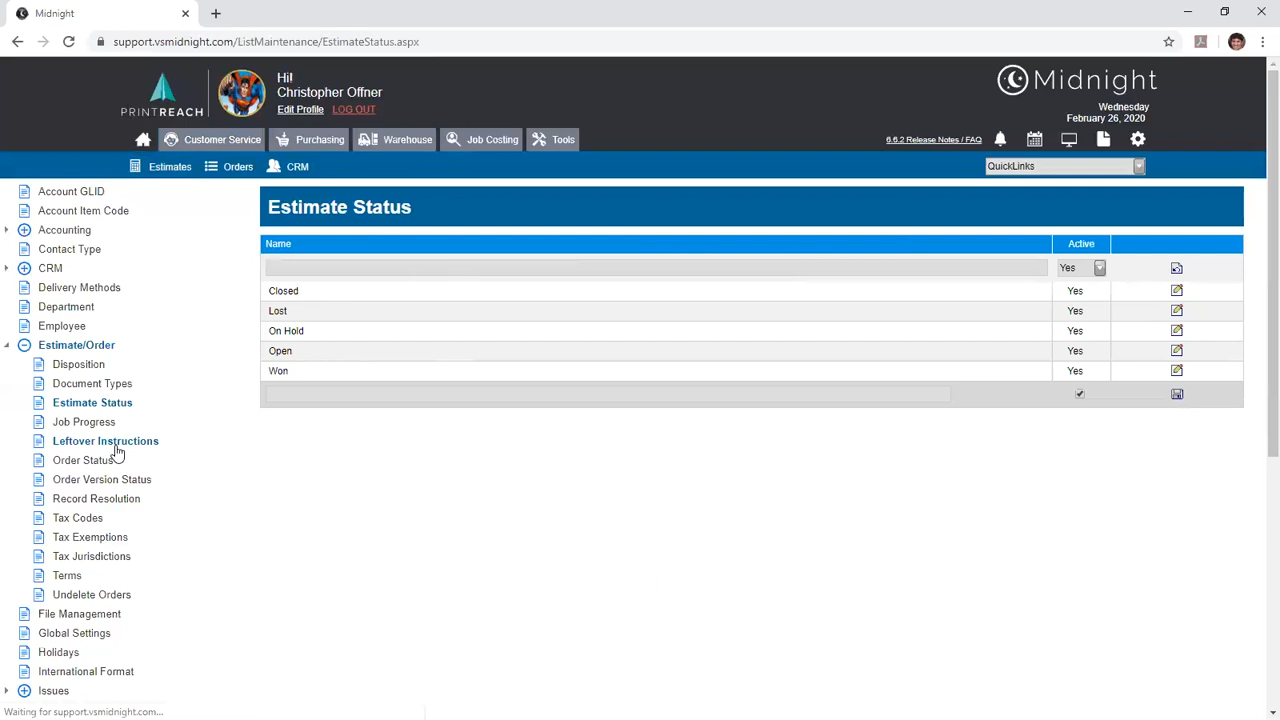 Midnight
support.vsmidnight.com/ListMaintenance/EstimateStatus.aspx
PRINTREACH
Hi!
Christopher Offner
Edit Profile LOG OUT
Midnight
Wednesday
February 26, 2020
Customer Service Purchasing Warehouse Job Costing Tools
6.6.2 Release Notes / FAQ
Estimates Orders CRM
QuickLinks
Account GLID
Account Item Code
Accounting
Contact Type
CRM
Delivery Methods
Department
Employee
Estimate/Order
Disposition
Document Types
Estimate Status
Job Progress
Leftover Instructions
Order Status
Order Version Status
Record Resolution
Tax Codes
Tax Exemptions
Tax Jurisdictions
Terms
Undelete Orders
File Management
Global Settings
Holidays
International Format
Issues
Estimate Status
Name Active
Yes
Closed Yes
Lost Yes
On Hold Yes
Open Yes
Won Yes
Waiting for support.vsmidnight.com...